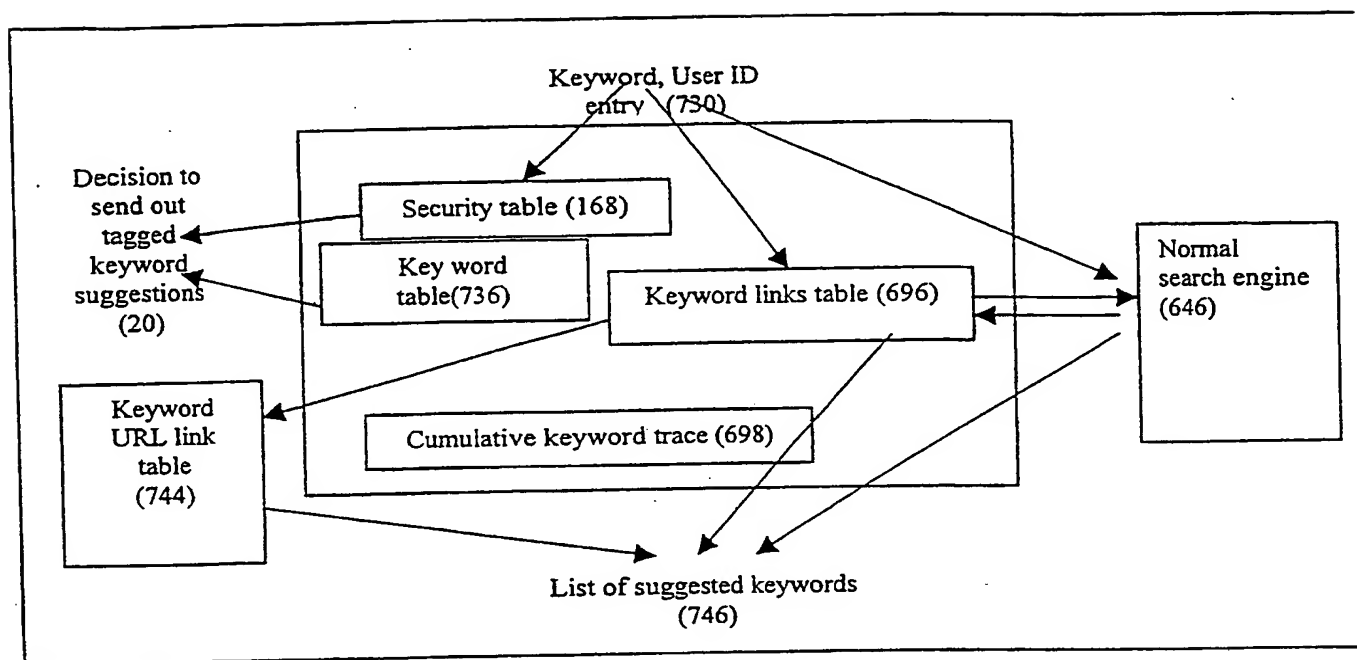 Keyword, User ID
entry (730)
Decision to
send out
tagged
keyword
suggestions
(20)
Security table (168)
Key word
table(736)
Keyword links table (696)
Normal
search engine
(646)
Keyword
URL link
table
(744)
Cumulative keyword trace (698)
List of suggested keywords
(746)